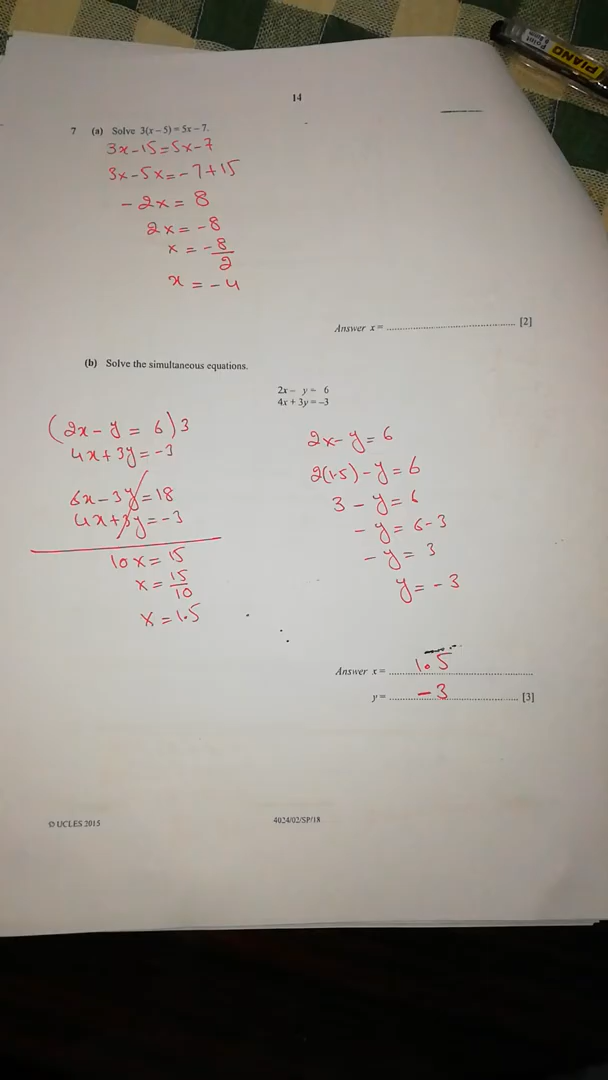 PIANO
Point
14
7 (a) Solve 3(x – 5) = 5x – 7.
3x-15=5x-7
3x-5x=-7+15
-2x = 8
2x = -8
x = -8/2
x = -4
Answer x = ........................................ [2]
(b) Solve the simultaneous equations.
2x – y = 6
4x + 3y = –3
(2x - y = 6)3
4x+3y=-3
6x-3y=18
4x+3y=-3
10x=15
x=15/10
x=1.5
2x-y=6
2(1.5)-y=6
3-y=6
-y=6-3
-y=3
y=-3
Answer x = 1.5
y = -3 [3]
© UCLES 2015
4024/02/SP/18